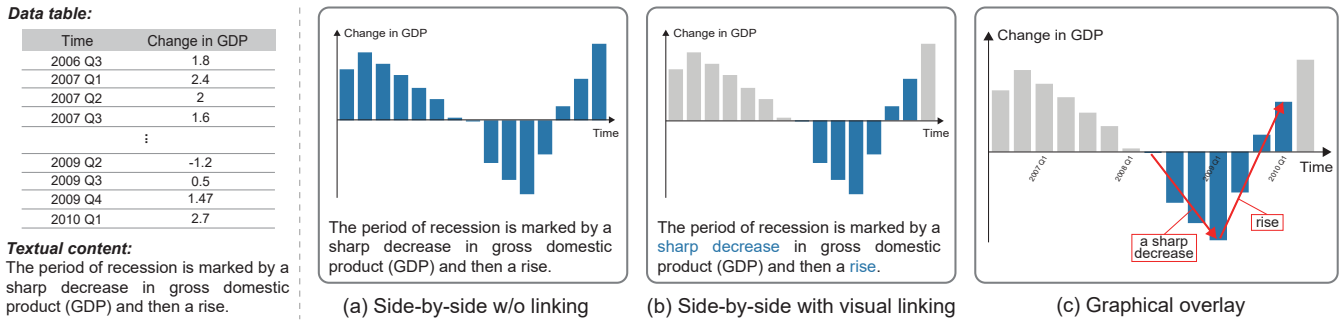 Data table:
Time Change in GDP
2006 Q3 1.8
2007 Q1 2.4
2007 Q2 2
2007 Q3 1.6
⋮
2009 Q2 -1.2
2009 Q3 0.5
2009 Q4 1.47
2010 Q1 2.7
Textual content:
The period of recession is marked by a
sharp decrease in gross domestic
product (GDP) and then a rise.
Change in GDP
Time
The period of recession is marked by a
sharp decrease in gross domestic
product (GDP) and then a rise.
(a) Side-by-side w/o linking
Change in GDP
Time
The period of recession is marked by a
sharp decrease in gross domestic
product (GDP) and then a rise.
(b) Side-by-side with visual linking
Change in GDP
Time
2007 Q1
2008 Q1
2009 Q1
2010 Q1
a sharp
decrease
rise
(c) Graphical overlay